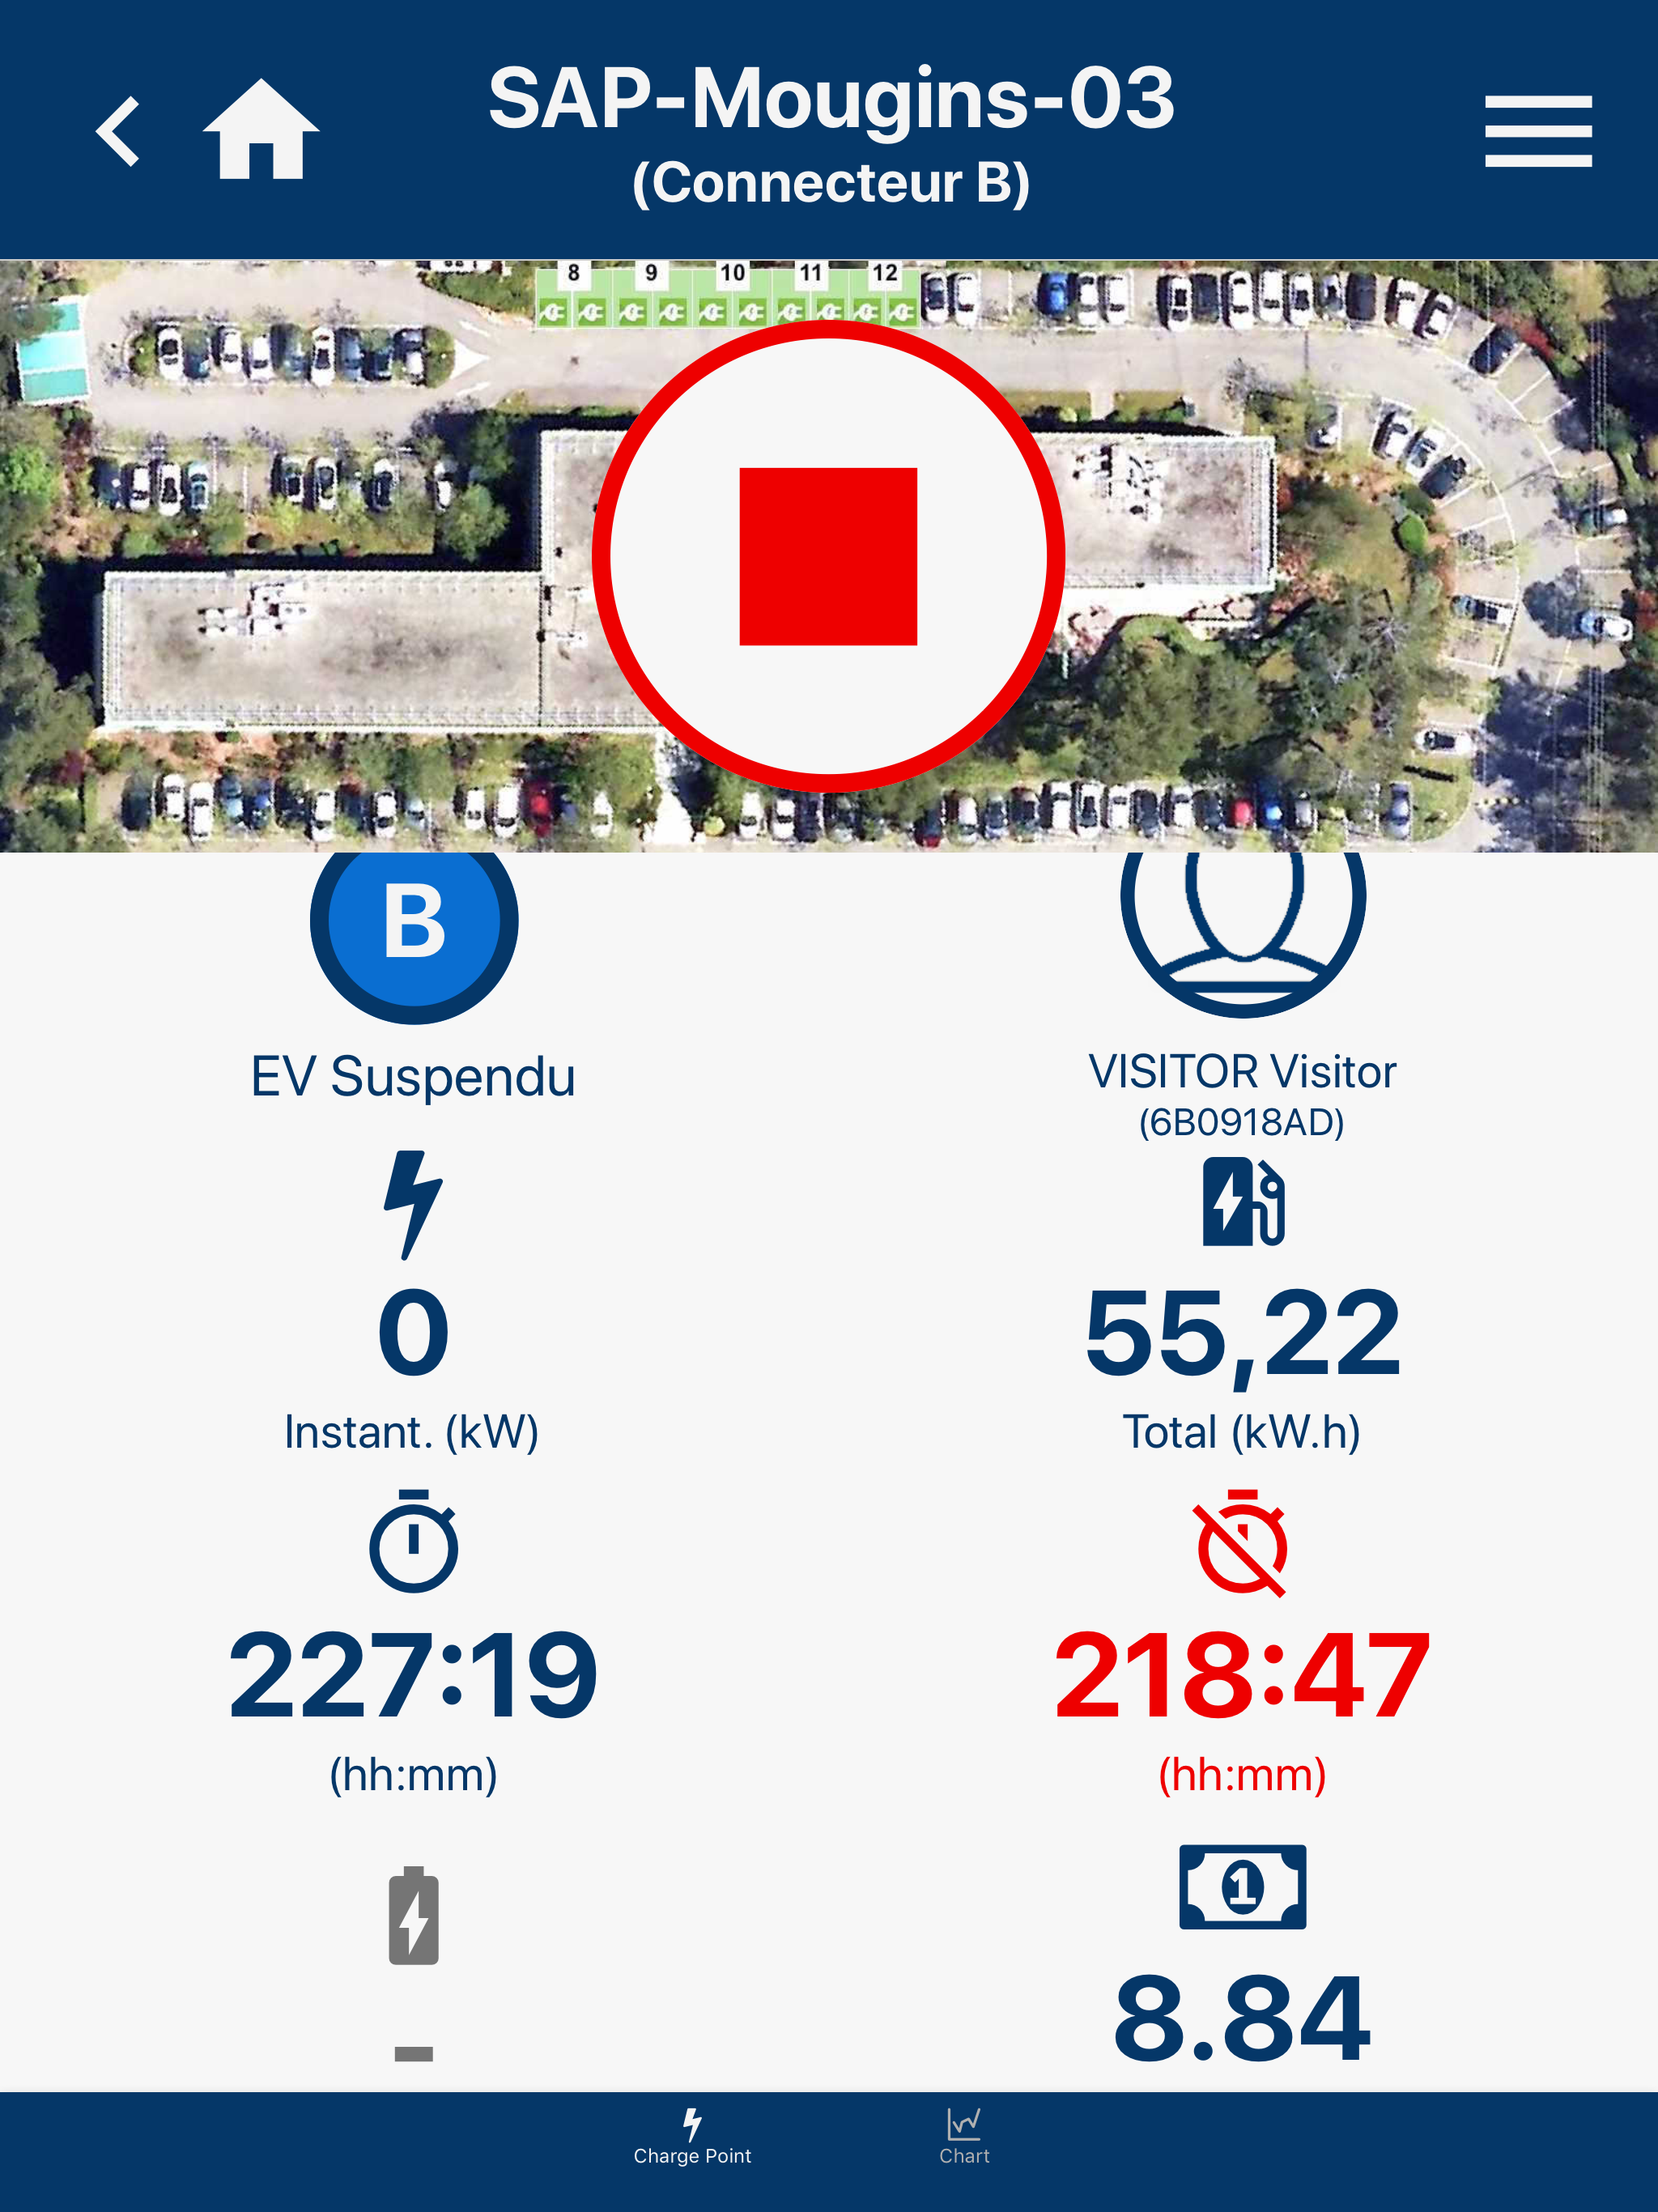 SAP-Mougins-03
(Connecteur B)
8 9 10 11 12
B
EV Suspendu
VISITOR Visitor
(6B0918AD)
0
Instant. (kW)
55,22
Total (kW.h)
227:19
(hh:mm)
218:47
(hh:mm)
1
-
8.84
Charge Point
Chart